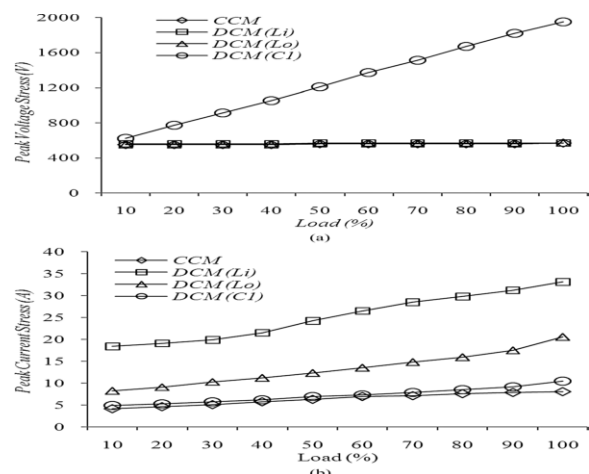 2000
1600
1200
800
400
0
Peak Voltage Stress (V)
CCM
DCM (Li)
DCM (Lo)
DCM (C1)
10 20 30 40 50 60 70 80 90 100
Load (%)
(a)
40
35
30
25
20
15
10
5
0
Peak Current Stress (A)
CCM
DCM (Li)
DCM (Lo)
DCM (C1)
10 20 30 40 50 60 70 80 90 100
Load (%)
(b)